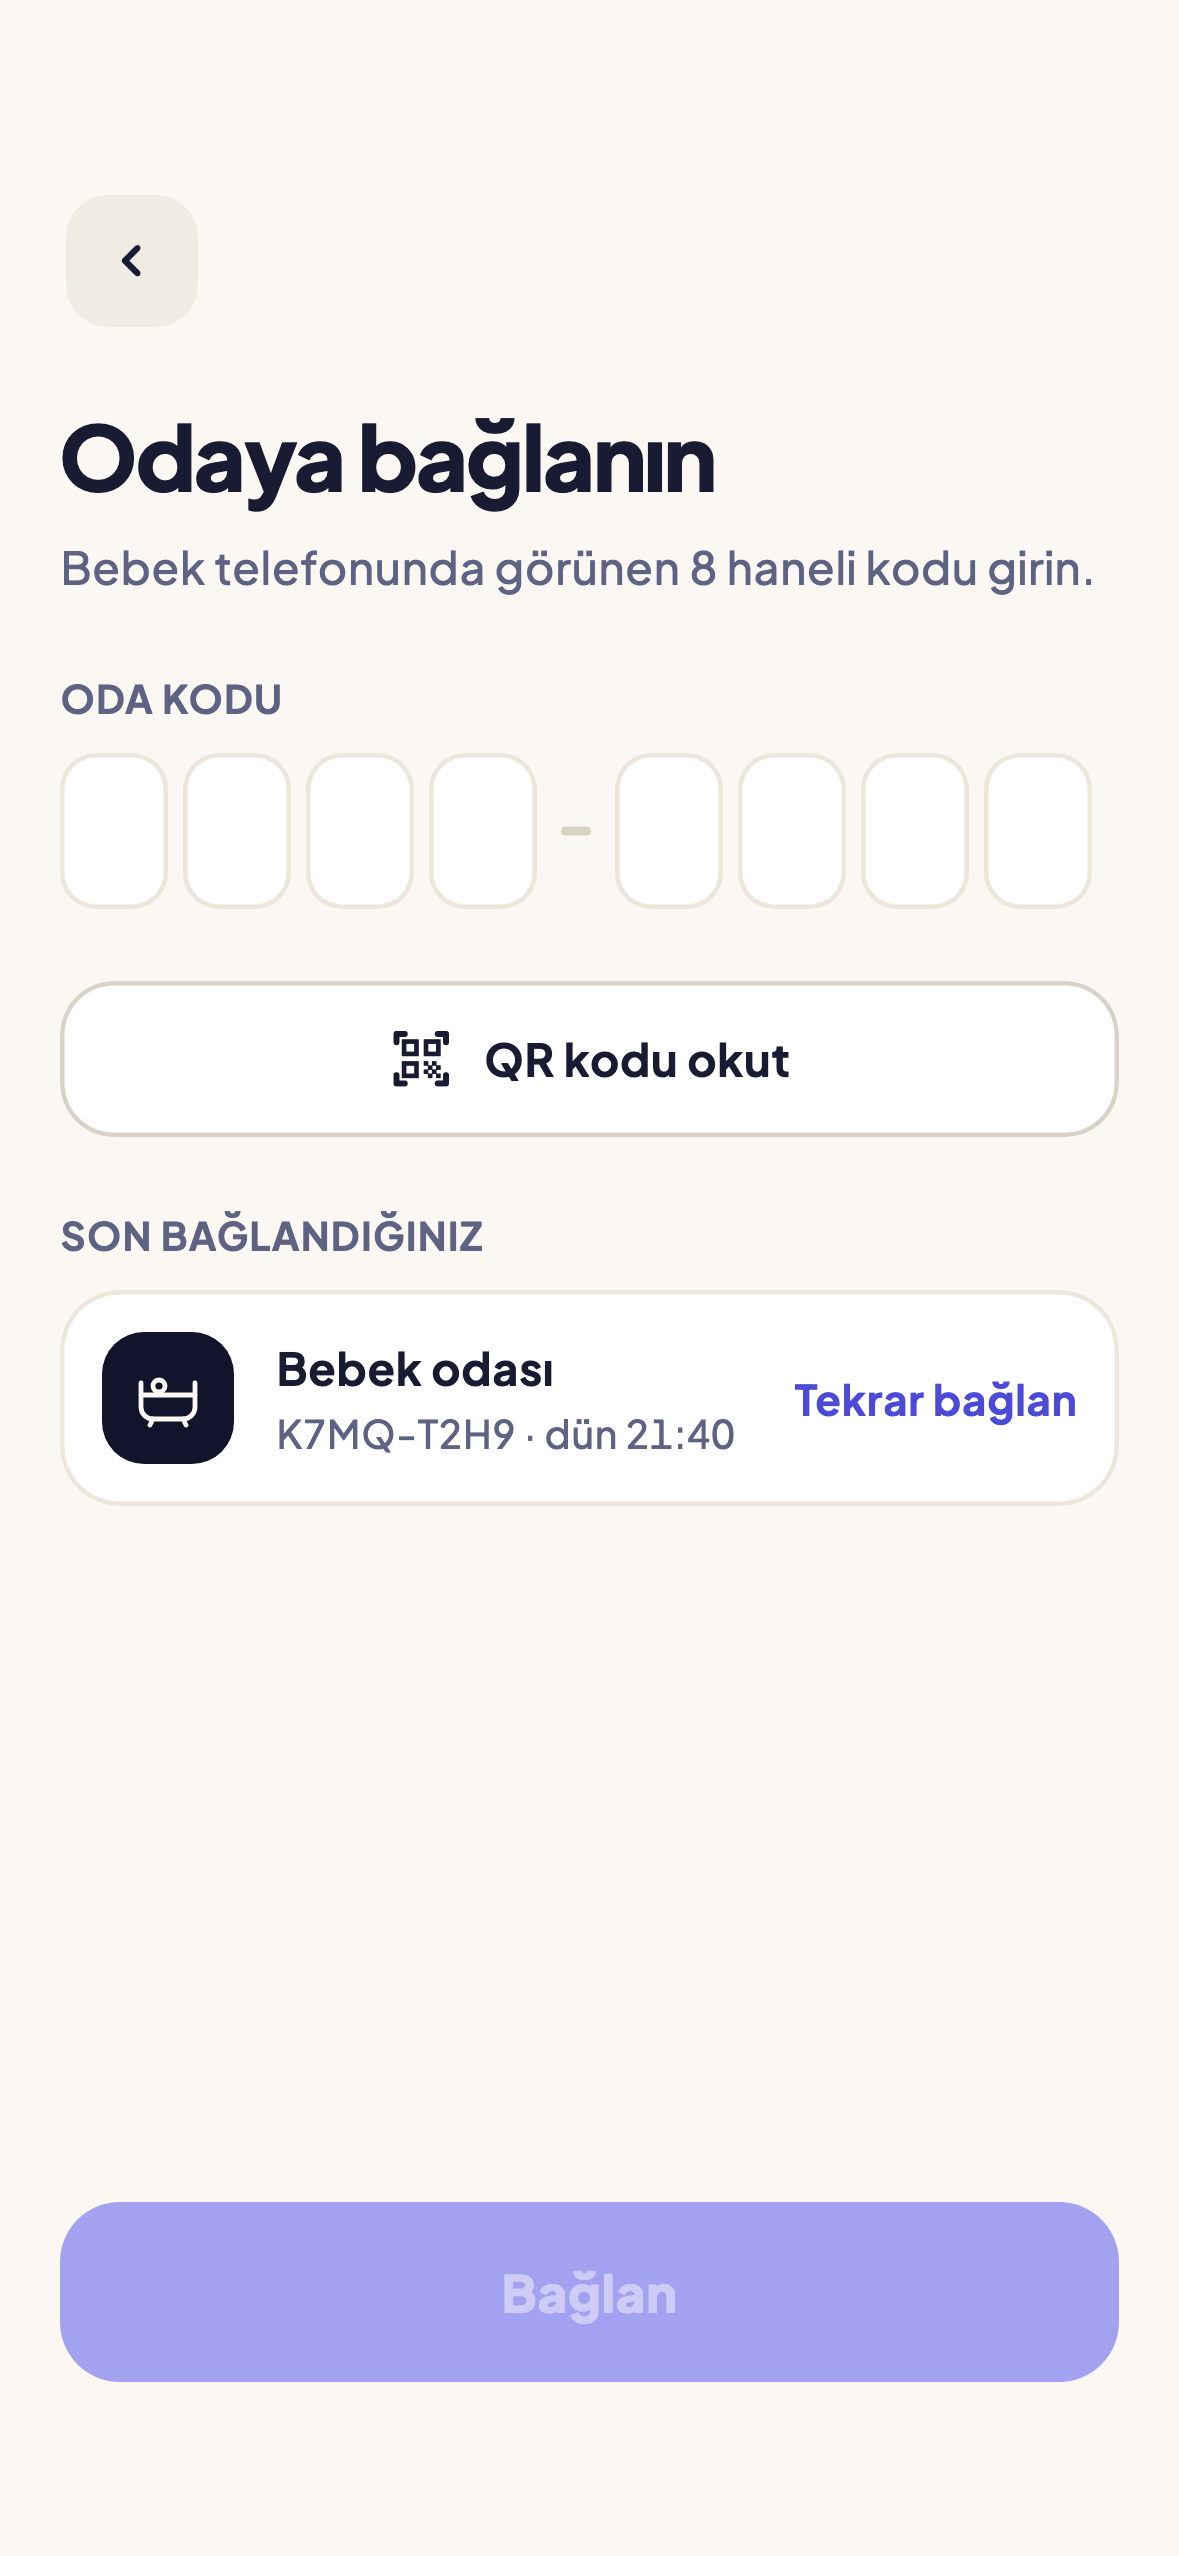 Odaya bağlanın
Bebek telefonunda görünen 8 haneli kodu girin.
ODA KODU
QR kodu okut
SON BAĞLANDIĞINIZ
Bebek odası
K7MQ-T2H9 · dün 21:40
Tekrar bağlan
Bağlan